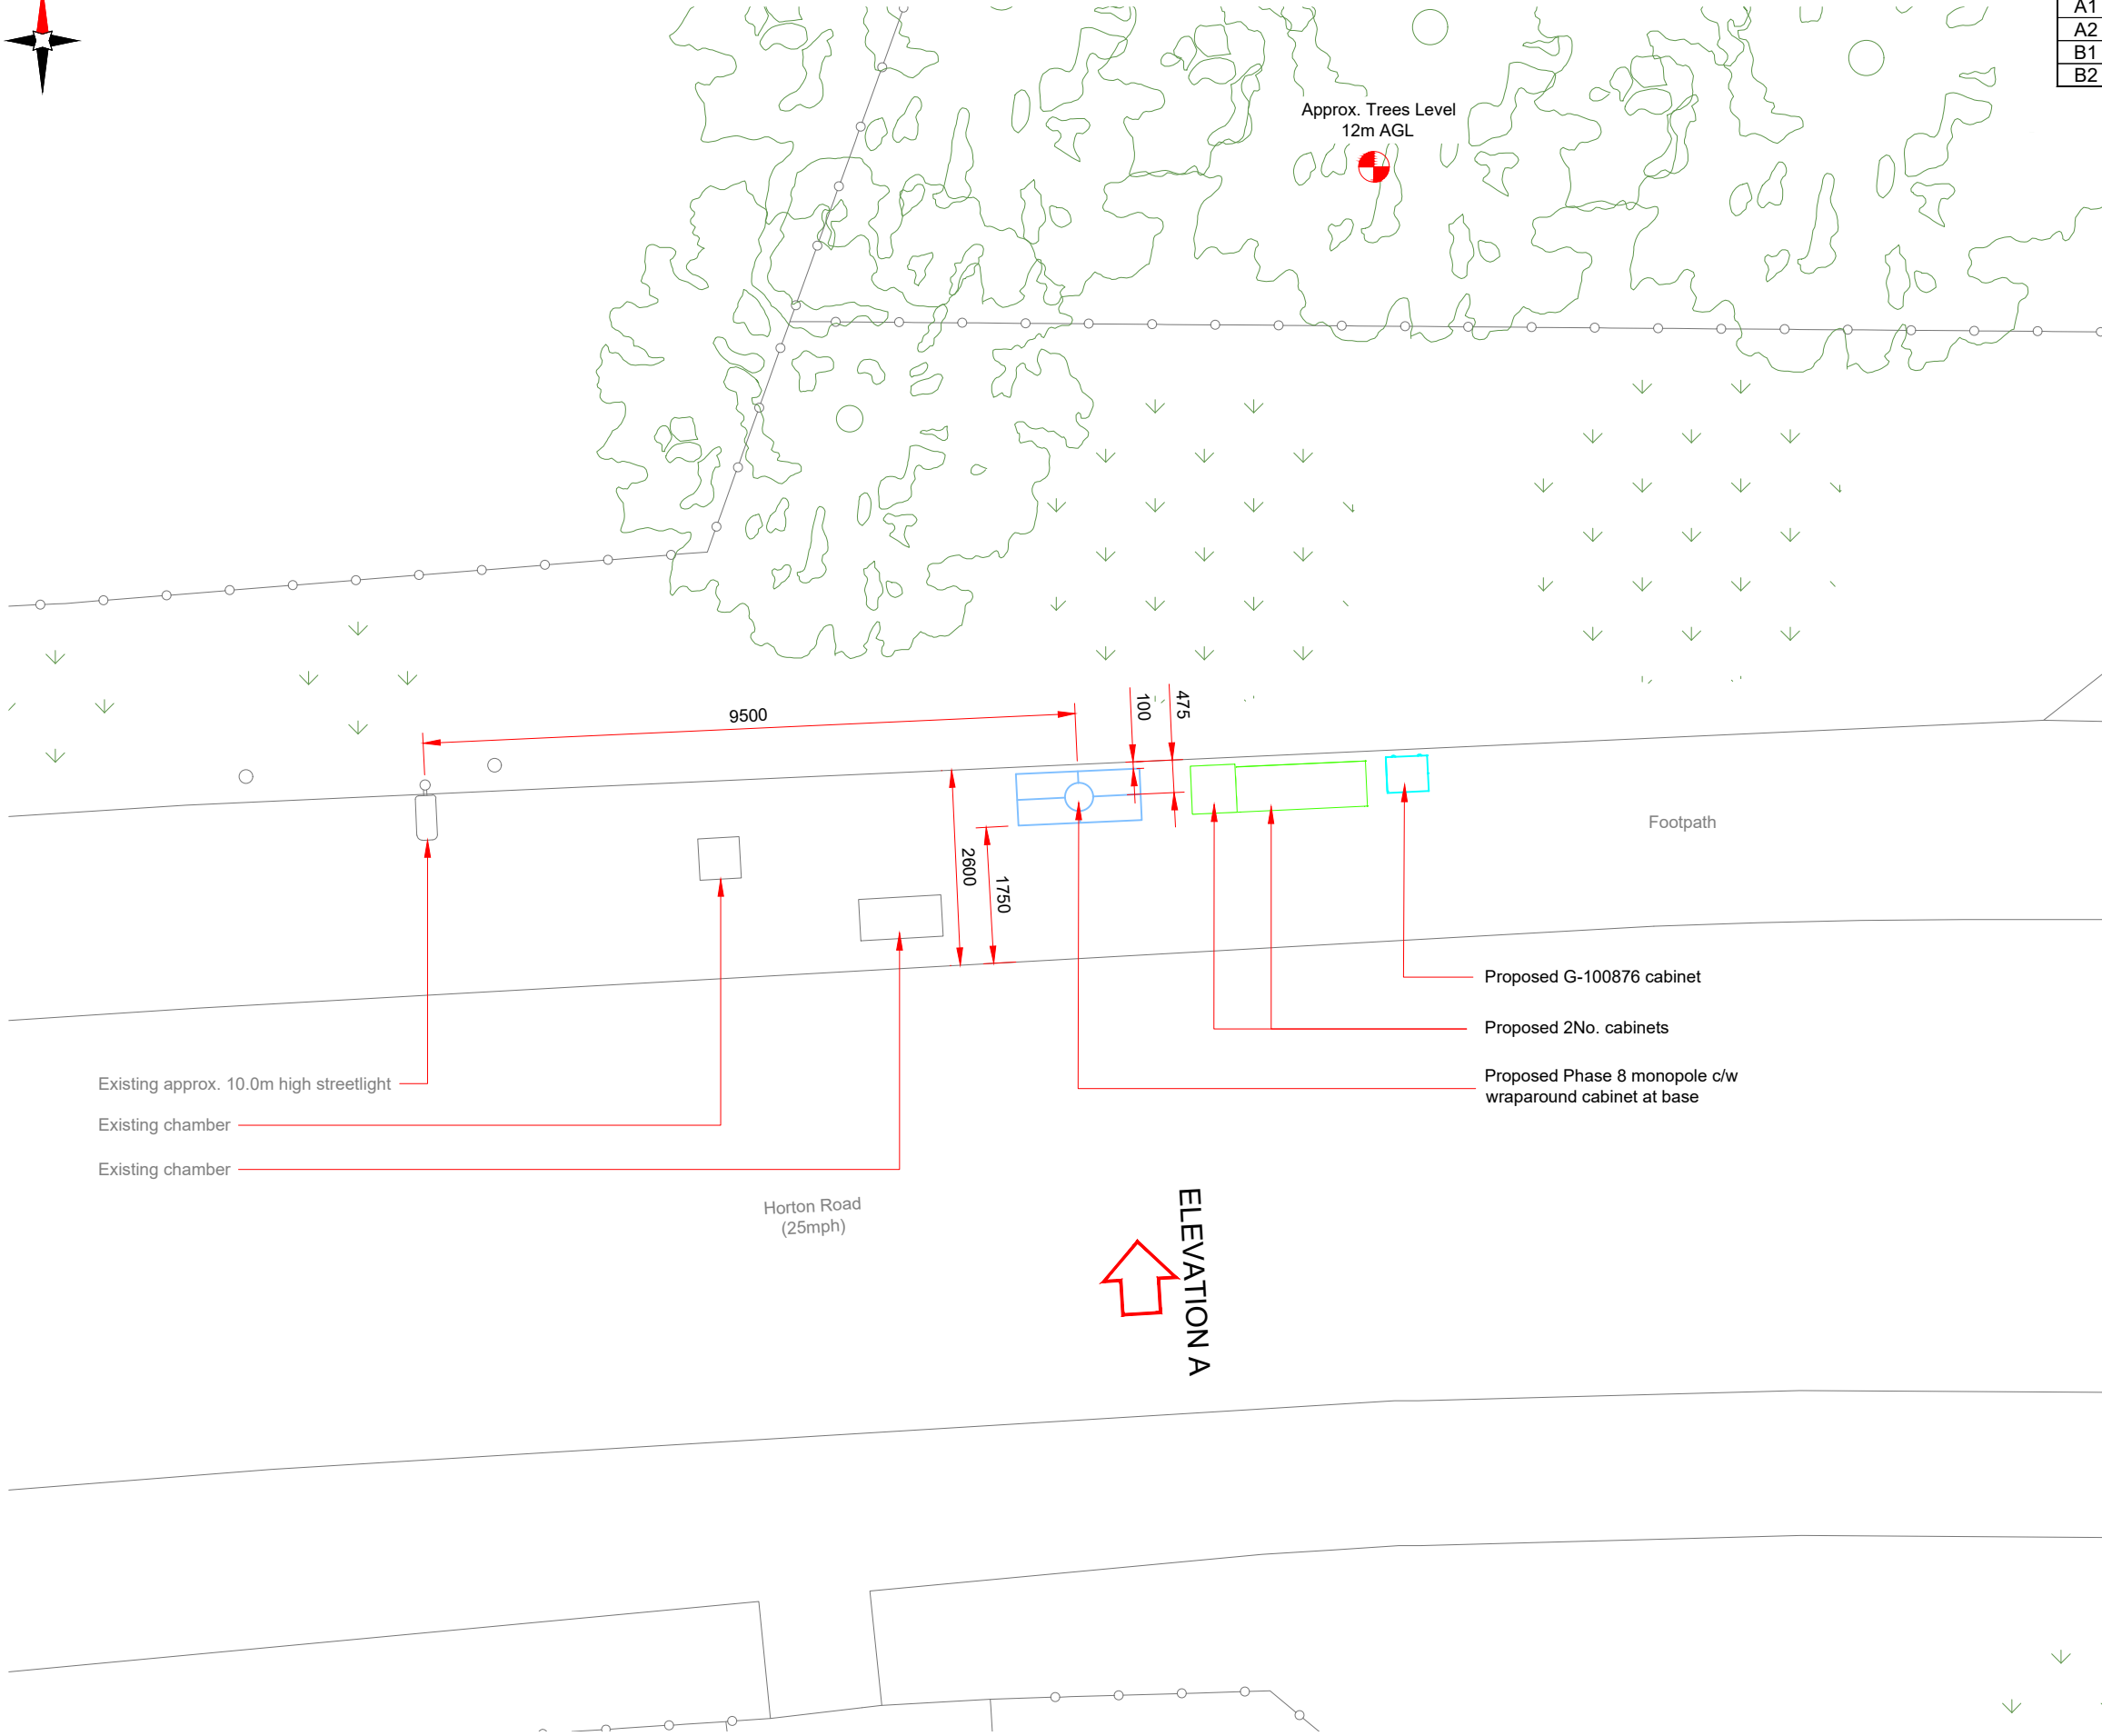 A1
A2
B1
B2
Approx. Trees Level
12m AGL
9500
100
475
2600
1750
Footpath
Proposed G-100876 cabinet
Proposed 2No. cabinets
Proposed Phase 8 monopole c/w
wraparound cabinet at base
Existing approx. 10.0m high streetlight
Existing chamber
Existing chamber
Horton Road
(25mph)
ELEVATION A